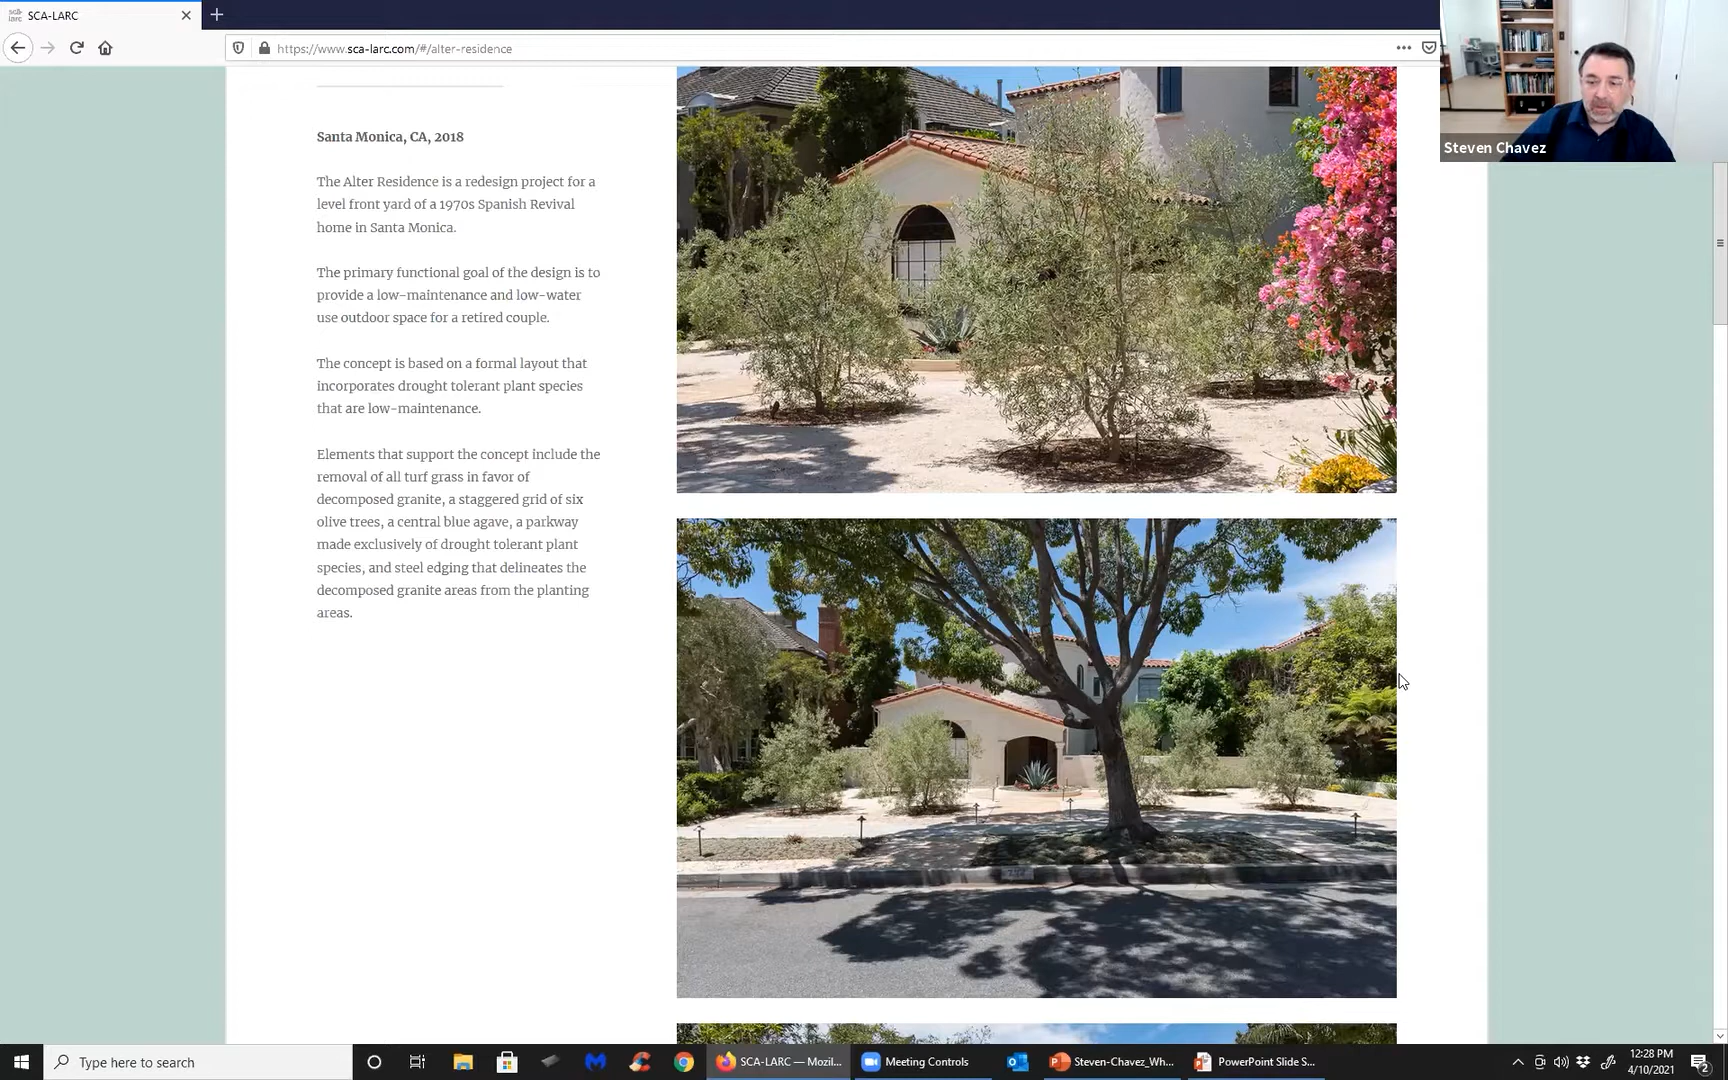 SCA-LARC
https://www.sca-larc.com/#/alter-residence
Steven Chavez
Santa Monica, CA, 2018
The Alter Residence is a redesign project for a
level front yard of a 1970s Spanish Revival
home in Santa Monica.
The primary functional goal of the design is to
provide a low-maintenance and low-water
use outdoor space for a retired couple.
The concept is based on a formal layout that
incorporates drought tolerant plant species
that are low-maintenance.
Elements that support the concept include the
removal of all turf grass in favor of
decomposed granite, a staggered grid of six
olive trees, a central blue agave, a parkway
made exclusively of drought tolerant plant
species, and steel edging that delineates the
decomposed granite areas from the planting
areas.
Type here to search
SCA-LARC — Mozil...
Meeting Controls
Steven-Chavez_Wh...
PowerPoint Slide S...
12:28 PM
4/10/2021
2